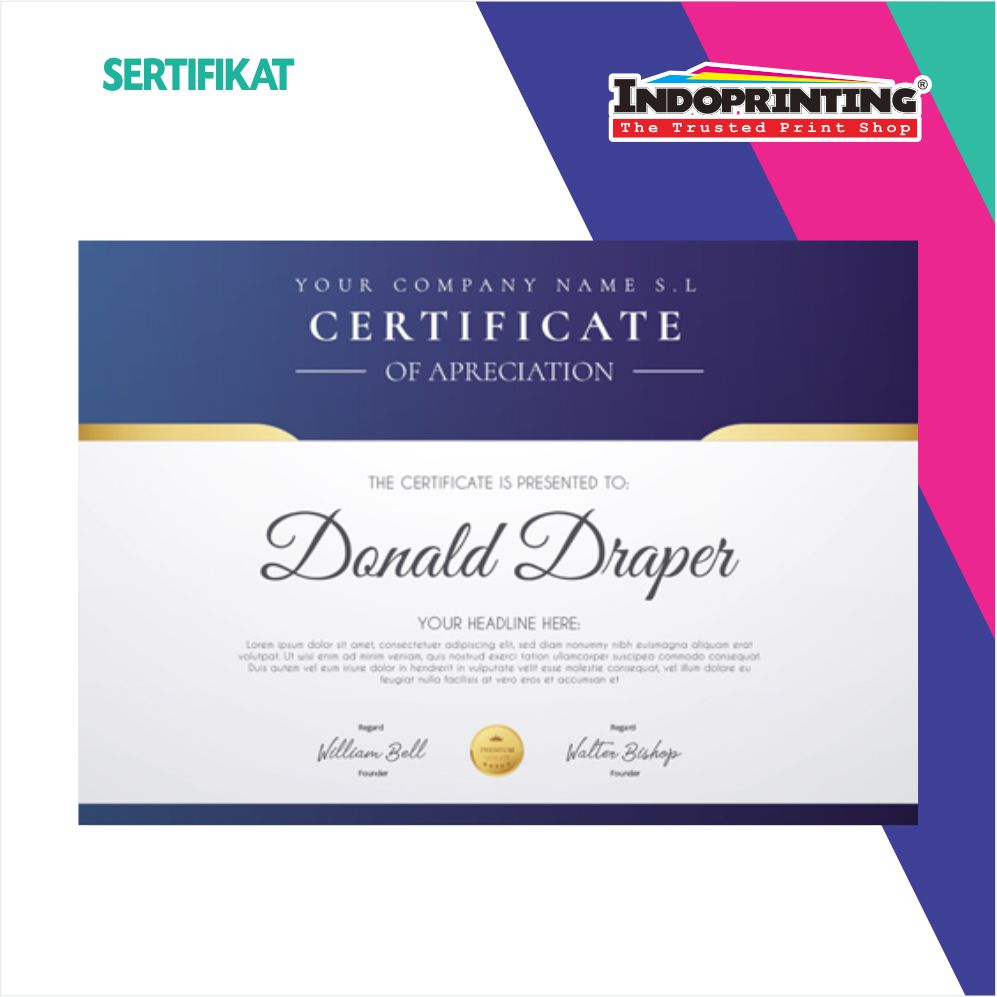 SERTIFIKAT
INDOPRINTING®
The Trusted Print Shop
YOUR COMPANY NAME S.L
CERTIFICATE
OF APRECIATION
THE CERTIFICATE IS PRESENTED TO:
Donald Draper
YOUR HEADLINE HERE:
Lorem ipsum dolor sit amet, consectetuer adipiscing elit, sed diam nonummy nibh euismagna aliquam erat
volutpat. Ut wisi enim ad minim veniam, quis nostrud exerci tation ullamcorper suscipea commodo consequat.
Duis autem vel eum iriure dolor in hendrerit in vulputate velit esse molestie consequat, vel illum dolore eu
feugiat nulla facilisis at vero eros et accumsan et
Regard
William Bell
Founder
PREMIUM
QUALITY
Regard
Walter Bishop
Founder